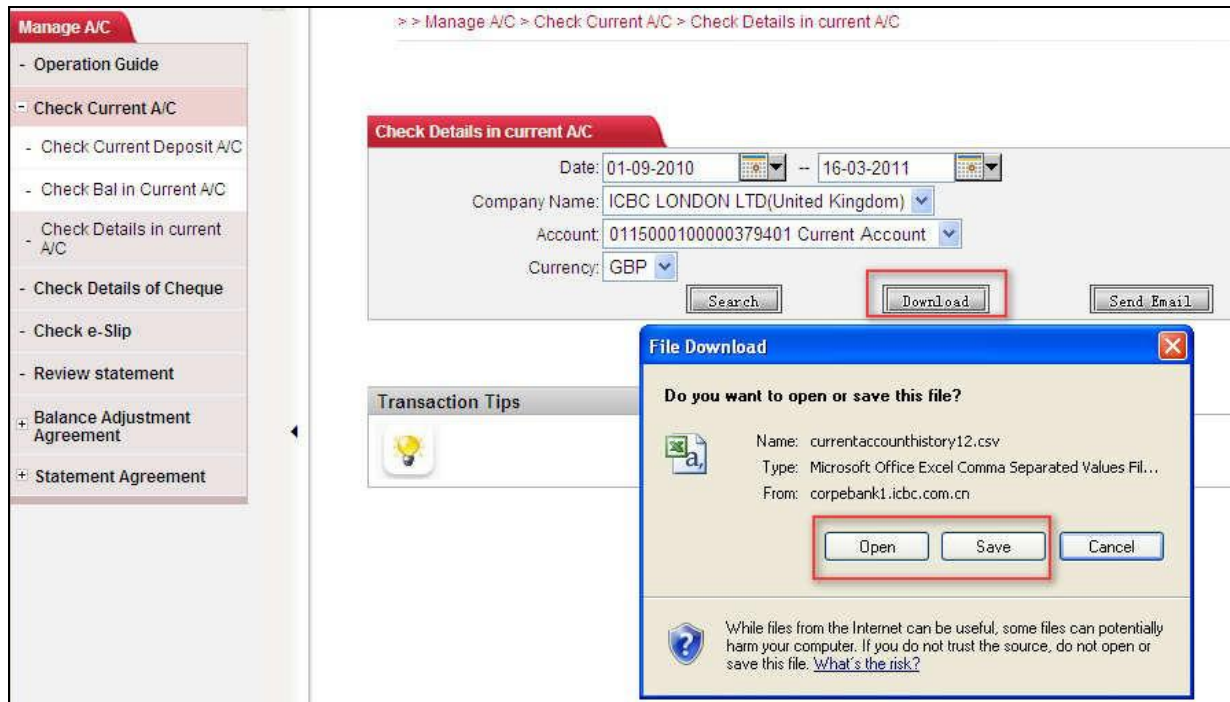 Manage A/C
- Operation Guide
- Check Current A/C
- Check Current Deposit A/C
- Check Bal in Current A/C
- Check Details in current
A/C
- Check Details of Cheque
- Check e-Slip
- Review statement
+ Balance Adjustment
Agreement
+ Statement Agreement
> > Manage A/C > Check Current A/C > Check Details in current A/C
Check Details in current A/C
Date: 01-09-2010 -- 16-03-2011
Company Name: ICBC LONDON LTD(United Kingdom)
Account: 0115000100000379401 Current Account
Currency: GBP
Search Download Send Email
Transaction Tips
File Download
Do you want to open or save this file?
Name: currentaccounthistory12.csv
Type: Microsoft Office Excel Comma Separated Values Fil...
From: corpebank1.icbc.com.cn
Open Save Cancel
While files from the Internet can be useful, some files can potentially
harm your computer. If you do not trust the source, do not open or
save this file. What's the risk?